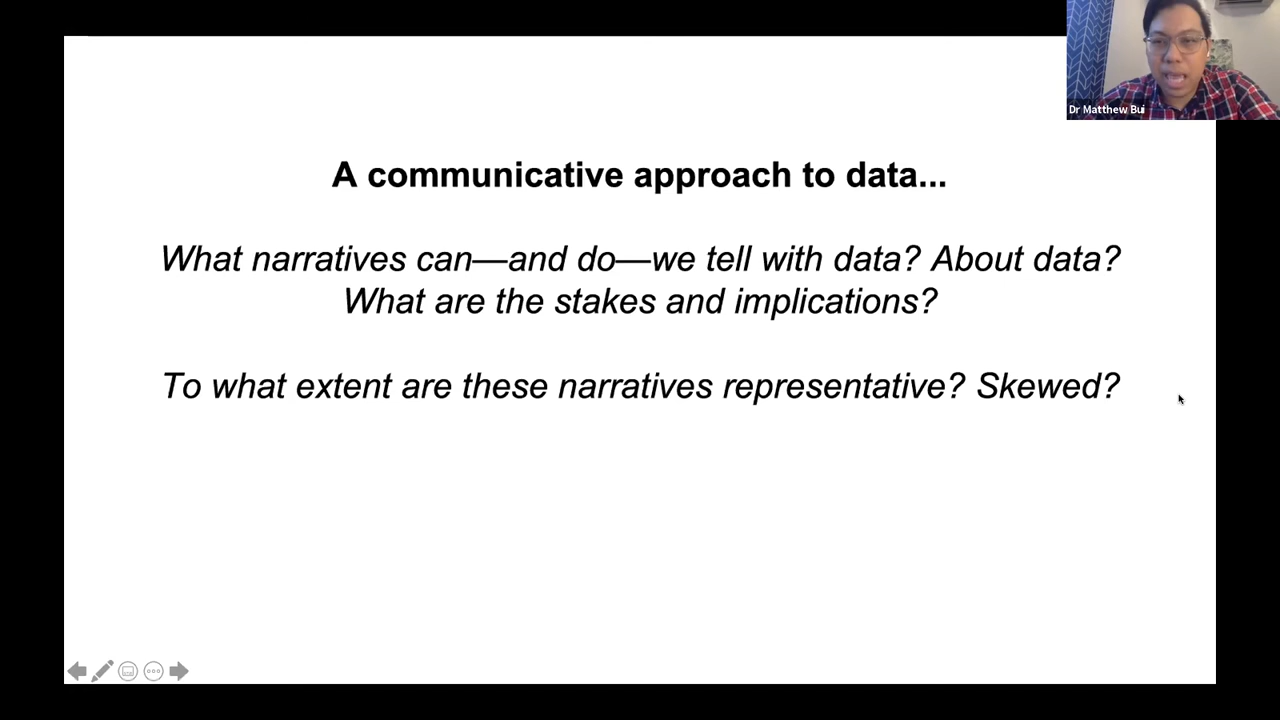 Dr Matthew Bui
A communicative approach to data...
What narratives can—and do—we tell with data? About data?
What are the stakes and implications?
To what extent are these narratives representative? Skewed?